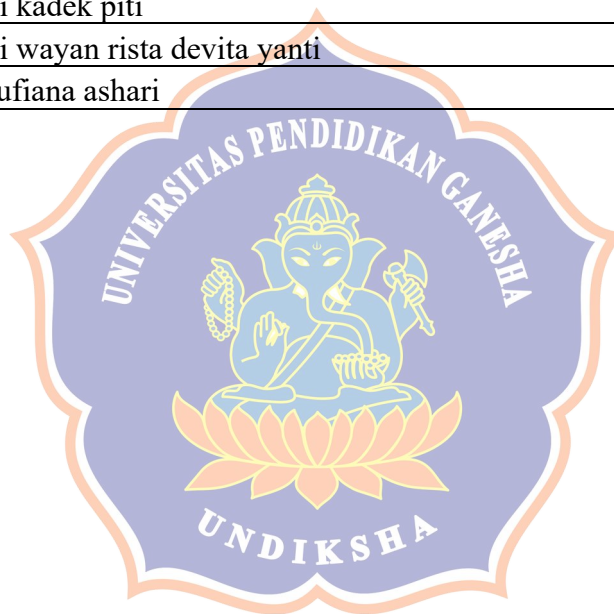 i kadek piti
i wayan rista devita yanti
ufiana ashari
UNIVERSITAS PENDIDIKAN GANESHA
UNDIKSHA